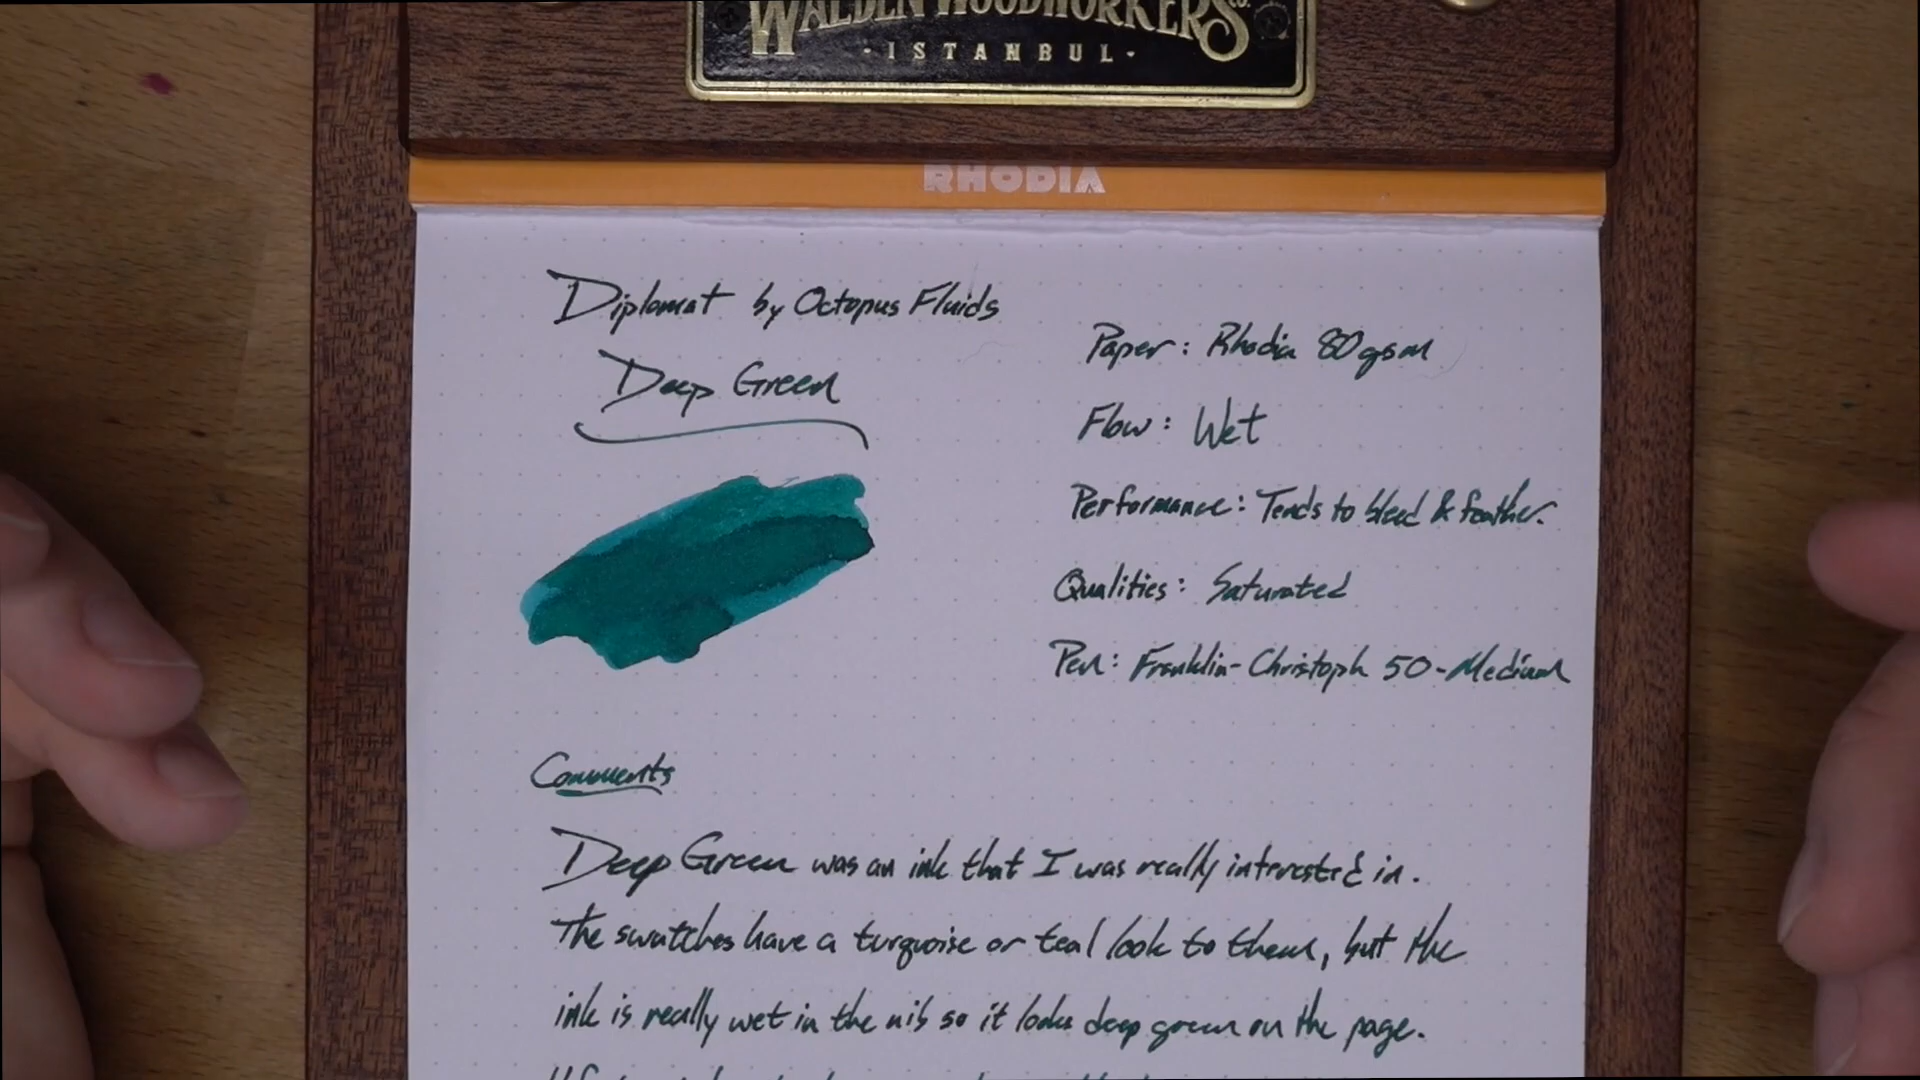 WALDEN WOODWORKERS CO.
· ISTANBUL ·
RHODIA
Diplomat by Octopus Fluids
Deep Green
Paper: Rhodia 80gsm
Flow: Wet
Performance: Tends to bleed & feather.
Qualities: Saturated
Pen: Franklin-Christoph 50-Medium
Comments
Deep Green was an ink that I was really interested in.
The swatches have a turquoise or teal look to them, but the
ink is really wet in the nib so it looks deep green on the page.